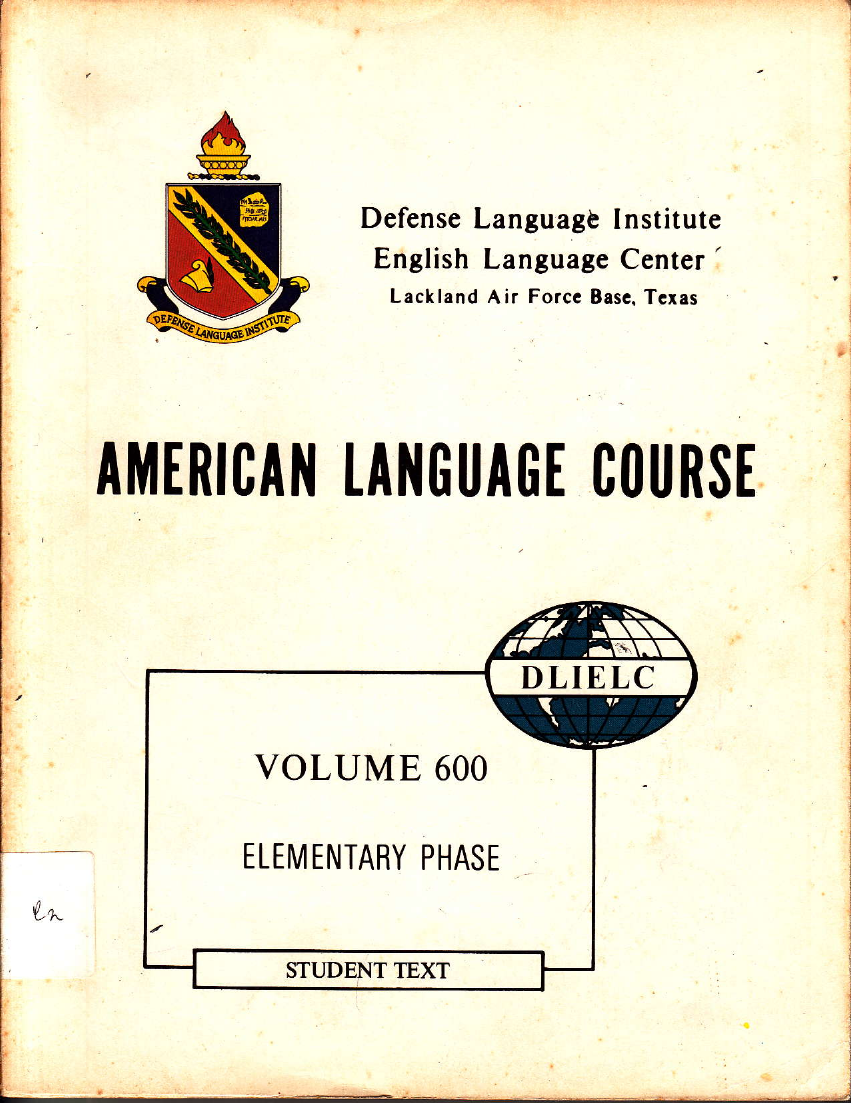 DEFENSE LANGUAGE INSTITUTE
Defense Language Institute
English Language Center
Lackland Air Force Base, Texas
AMERICAN LANGUAGE COURSE
DLIELC
VOLUME 600
ELEMENTARY PHASE
STUDENT TEXT